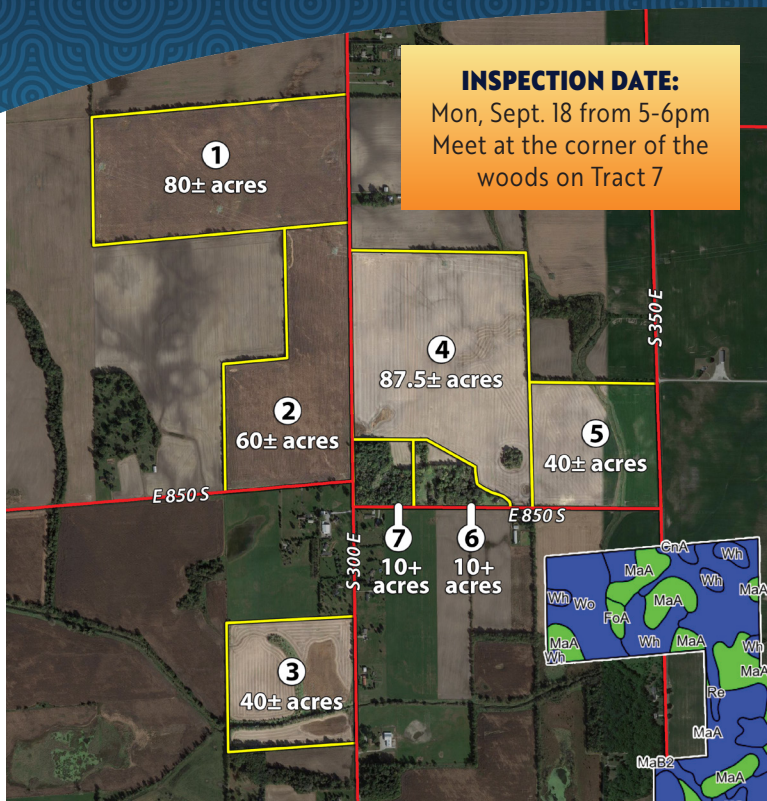 INSPECTION DATE:
Mon, Sept. 18 from 5-6pm
Meet at the corner of the
woods on Tract 7
1
80± acres
S 350 E
4
87.5± acres
2
60± acres
5
40± acres
E 850 S
E 850 S
7
10+
acres
6
10+
acres
S 300 E
3
40± acres
CnA
Wh
MaA
Wh
MaA
Wh
Wo
MaA
FoA
MaA
Wh
MaA
Wh
Wh
MaA
Re
MaA
MaB2
MaA